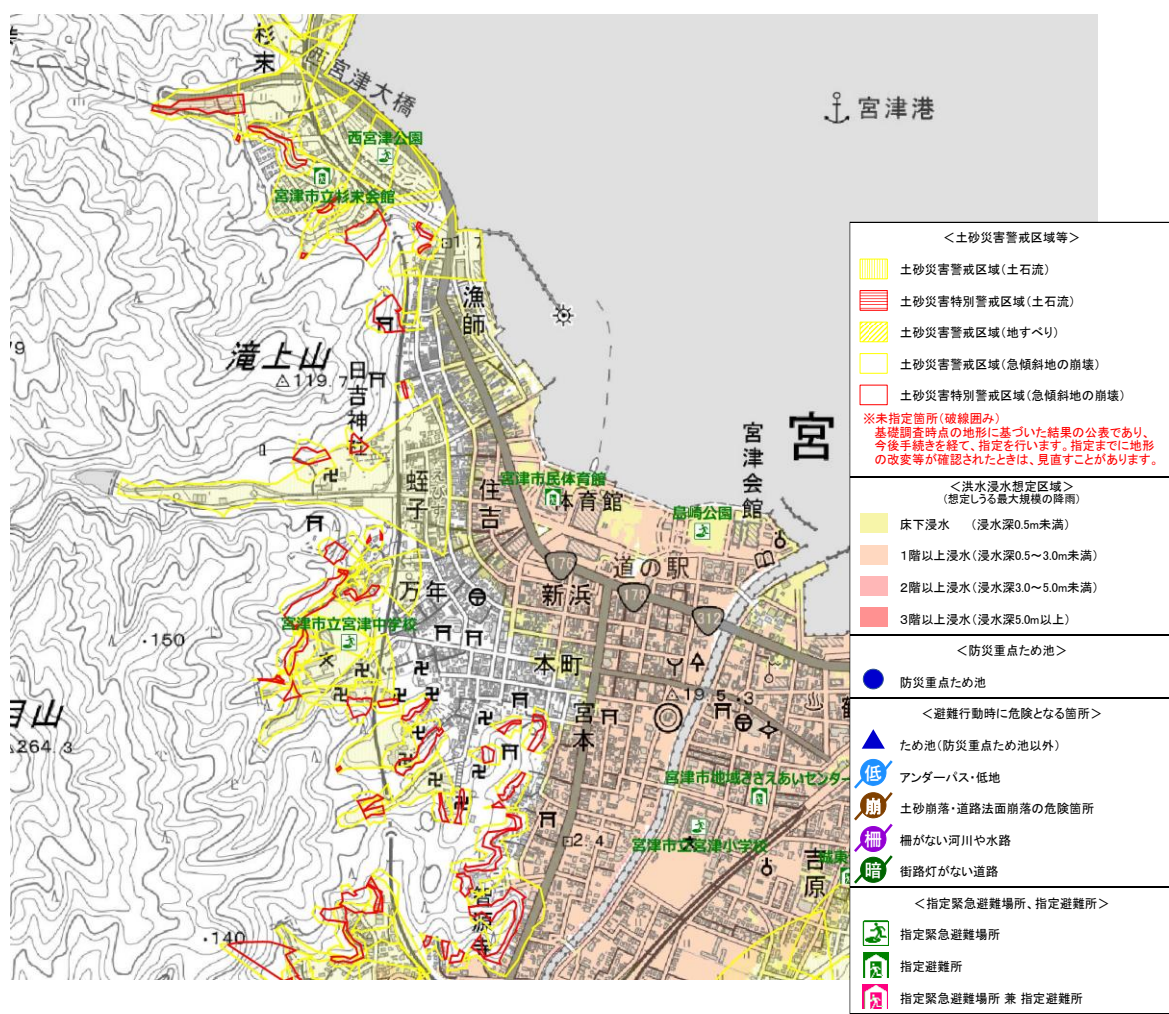 杉末
西宮津大橋
宮津港
西宮津公園
宮津市立杉末会館
1.7
漁師
滝上山
119.7
日吉神社
蛭子
えびす
住吉
宮津市民体育館
体育館
島崎公園
宮津会館
宮
176
道の駅
178
312
万年
新浜
宮津市立宮津中学校
150
本町
宮本
19.5
3
264.3
宮津市地域ささえあいセンター
宮津市立宮津小学校
2.4
吉原
智源寺
140
<土砂災害警戒区域等>
土砂災害警戒区域(土石流)
土砂災害特別警戒区域(土石流)
土砂災害警戒区域(地すべり)
土砂災害警戒区域(急傾斜地の崩壊)
土砂災害特別警戒区域(急傾斜地の崩壊)
※未指定箇所(破線囲み)
基礎調査時点の地形に基づいた結果の公表であり、
今後手続きを経て、指定を行います。指定までに地形
の改変等が確認されたときは、見直すことがあります。
<洪水浸水想定区域>
(想定しうる最大規模の降雨)
床下浸水 (浸水深0.5m未満)
1階以上浸水(浸水深0.5～3.0m未満)
2階以上浸水(浸水深3.0～5.0m未満)
3階以上浸水(浸水深5.0m以上)
<防災重点ため池>
防災重点ため池
<避難行動時に危険となる箇所>
ため池(防災重点ため池以外)
低 アンダーパス・低地
崩 土砂崩落・道路法面崩落の危険箇所
柵 柵がない河川や水路
暗 街路灯がない道路
<指定緊急避難場所、指定避難所>
指定緊急避難場所
指定避難所
指定緊急避難場所 兼 指定避難所